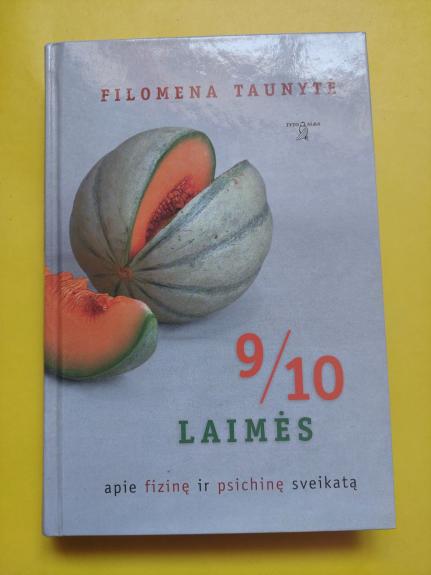 FILOMENA TAUNYTĖ
TYTO ALBA
9/10
LAIMĖS
apie fizinę ir psichinę sveikatą